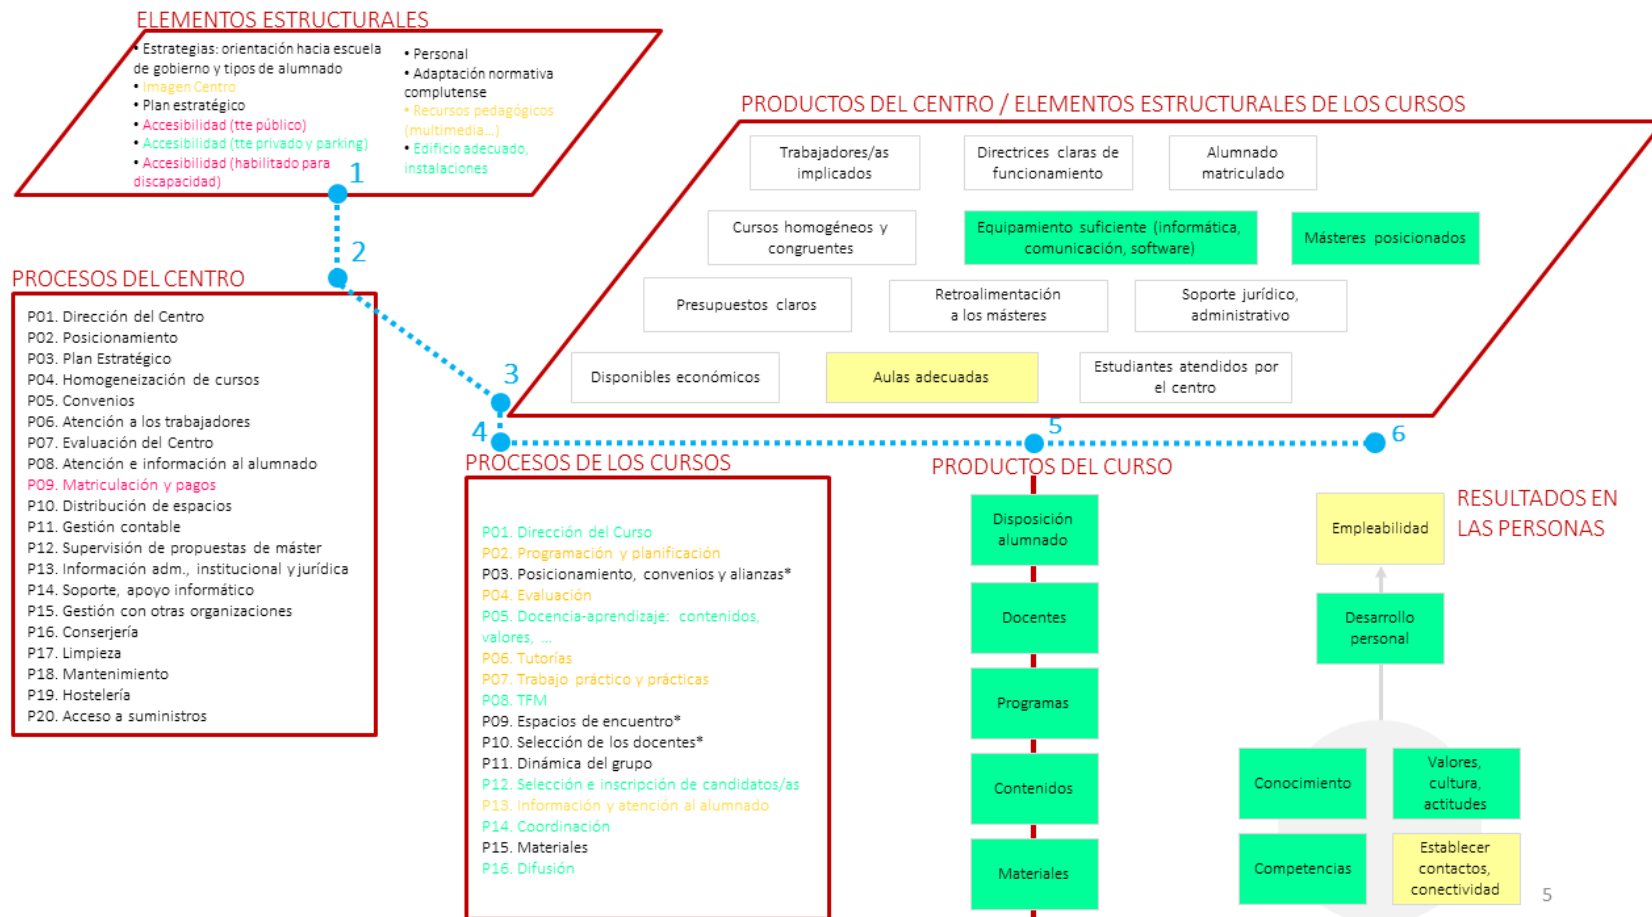 ELEMENTOS ESTRUCTURALES
• Estrategias: orientación hacia escuela
de gobierno y tipos de alumnado
• Imagen Centro
• Plan estratégico
• Accesibilidad (tte público)
• Accesibilidad (tte privado y parking)
• Accesibilidad (habilitado para
discapacidad)
• Personal
• Adaptación normativa
complutense
• Recursos pedagógicos
(multimedia...)
• Edificio adecuado,
instalaciones
1
2
PROCESOS DEL CENTRO
P01. Dirección del Centro
P02. Posicionamiento
P03. Plan Estratégico
P04. Homogeneización de cursos
P05. Convenios
P06. Atención a los trabajadores
P07. Evaluación del Centro
P08. Atención e información al alumnado
P09. Matriculación y pagos
P10. Distribución de espacios
P11. Gestión contable
P12. Supervisión de propuestas de máster
P13. Información adm., institucional y jurídica
P14. Soporte, apoyo informático
P15. Gestión con otras organizaciones
P16. Conserjería
P17. Limpieza
P18. Mantenimiento
P19. Hostelería
P20. Acceso a suministros
PRODUCTOS DEL CENTRO / ELEMENTOS ESTRUCTURALES DE LOS CURSOS
Trabajadores/as
implicados
Directrices claras de
funcionamiento
Alumnado
matriculado
Cursos homogéneos y
congruentes
Equipamiento suficiente (informática,
comunicación, software)
Másteres posicionados
Presupuestos claros
Retroalimentación
a los másteres
Soporte jurídico,
administrativo
Disponibles económicos
Aulas adecuadas
Estudiantes atendidos por
el centro
3
4
5
6
PROCESOS DE LOS CURSOS
P01. Dirección del Curso
P02. Programación y planificación
P03. Posicionamiento, convenios y alianzas*
P04. Evaluación
P05. Docencia-aprendizaje: contenidos,
valores, ...
P06. Tutorías
P07. Trabajo práctico y prácticas
P08. TFM
P09. Espacios de encuentro*
P10. Selección de los docentes*
P11. Dinámica del grupo
P12. Selección e inscripción de candidatos/as
P13. Información y atención al alumnado
P14. Coordinación
P15. Materiales
P16. Difusión
PRODUCTOS DEL CURSO
Disposición
alumnado
Docentes
Programas
Contenidos
Materiales
RESULTADOS EN
LAS PERSONAS
Empleabilidad
Desarrollo
personal
Conocimiento
Valores,
cultura,
actitudes
Competencias
Establecer
contactos,
conectividad
5